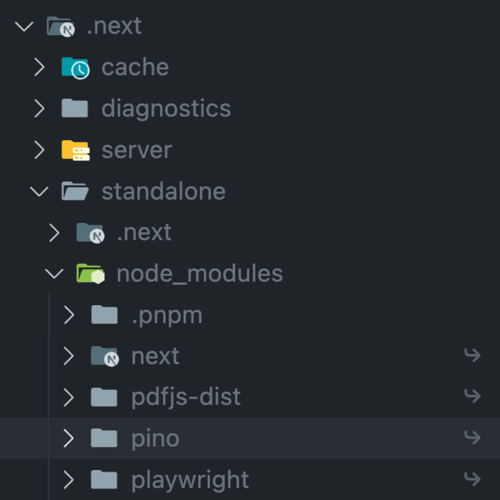 .next
cache
diagnostics
server
standalone
.next
node_modules
.pnpm
next
pdfjs-dist
pino
playwright